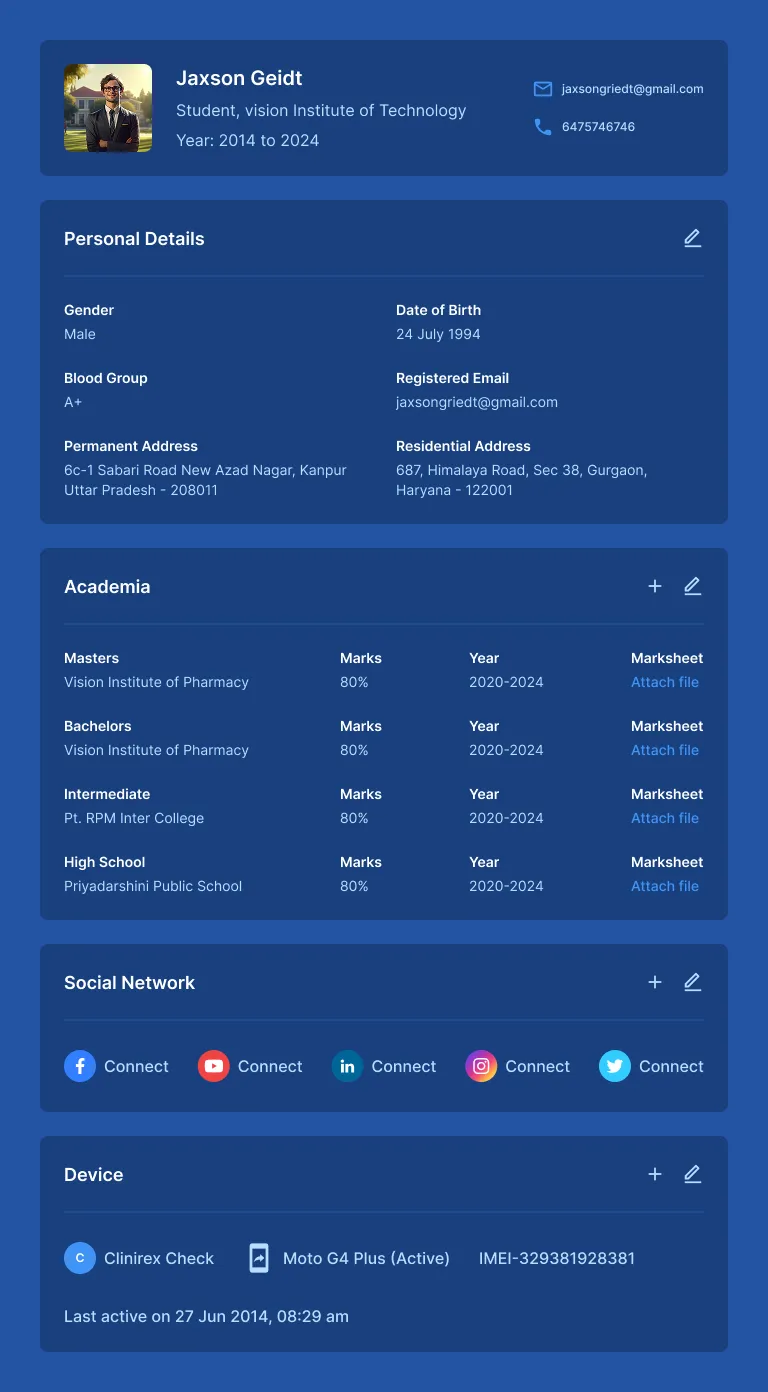 Jaxson Geidt
Student, vision Institute of Technology
Year: 2014 to 2024
jaxsongriedt@gmail.com
6475746746
Personal Details
Gender
Male
Date of Birth
24 July 1994
Blood Group
A+
Registered Email
jaxsongriedt@gmail.com
Permanent Address
6c-1 Sabari Road New Azad Nagar, Kanpur
Uttar Pradesh - 208011
Residential Address
687, Himalaya Road, Sec 38, Gurgaon,
Haryana - 122001
Academia
Masters Marks Year Marksheet
Vision Institute of Pharmacy 80% 2020-2024 Attach file
Bachelors Marks Year Marksheet
Vision Institute of Pharmacy 80% 2020-2024 Attach file
Intermediate Marks Year Marksheet
Pt. RPM Inter College 80% 2020-2024 Attach file
High School Marks Year Marksheet
Priyadarshini Public School 80% 2020-2024 Attach file
Social Network
Connect Connect in Connect Connect Connect
Device
C Clinirex Check Moto G4 Plus (Active) IMEI-329381928381
Last active on 27 Jun 2014, 08:29 am